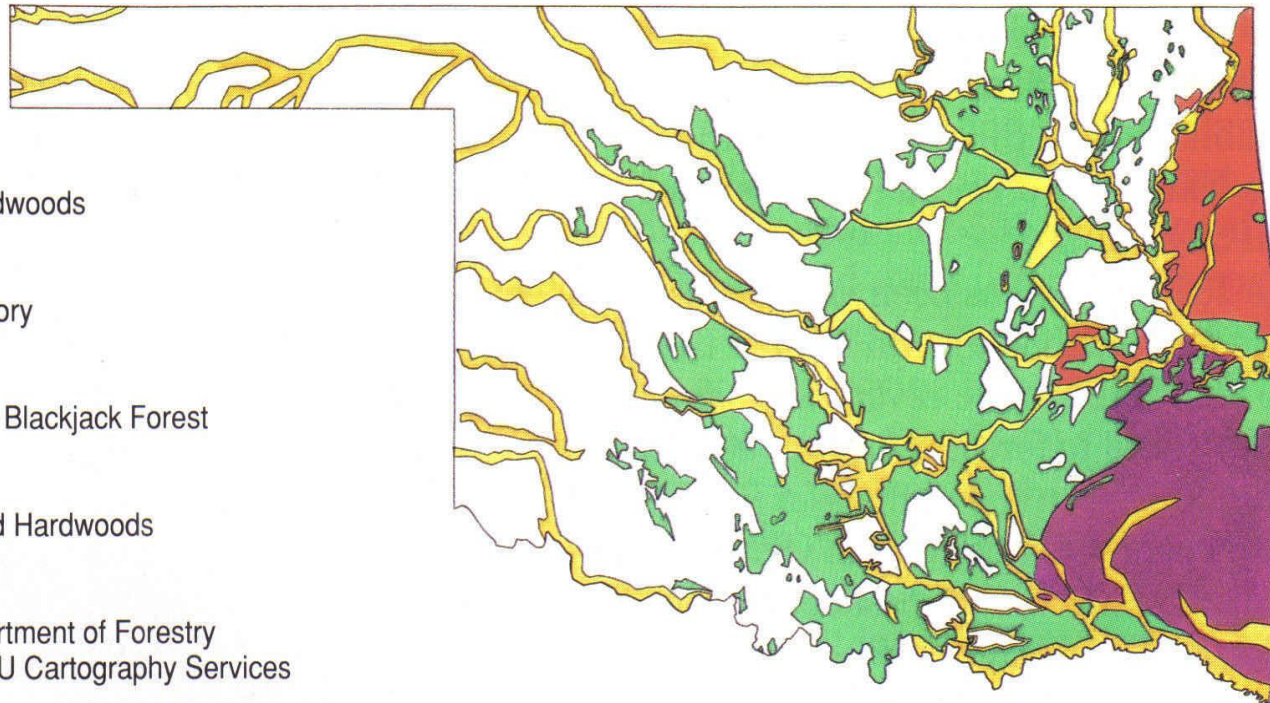 dwoods
ory
Blackjack Forest
d Hardwoods
rtment of Forestry
U Cartography Services